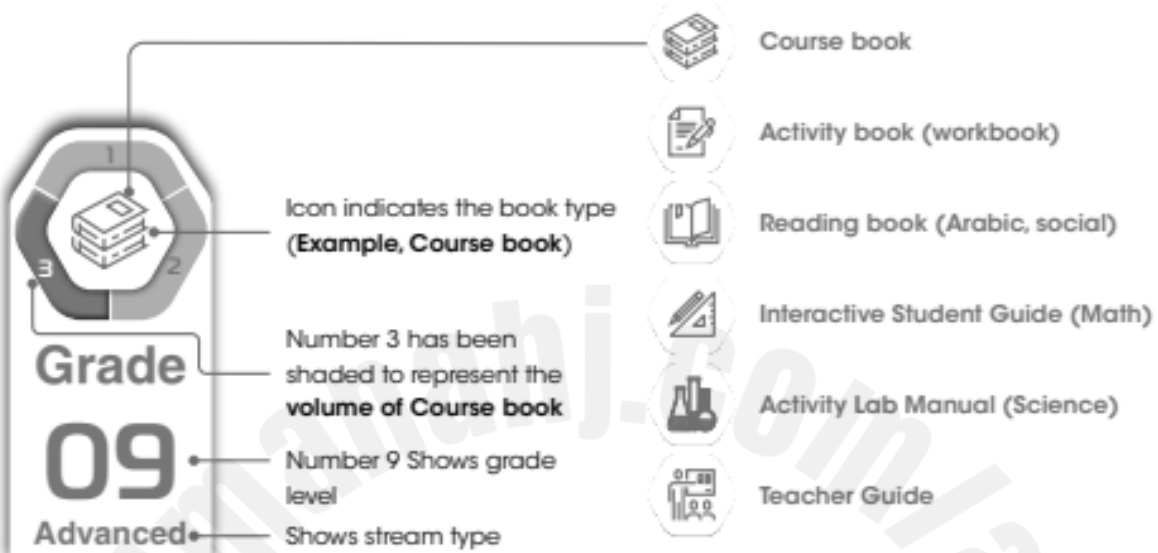 1
2
3
Grade
09
Advanced
Icon indicates the book type
(Example, Course book)
Number 3 has been
shaded to represent the
volume of Course book
Number 9 Shows grade
level
Shows stream type
Course book
Activity book (workbook)
Reading book (Arabic, social)
Interactive Student Guide (Math)
Activity Lab Manual (Science)
Teacher Guide